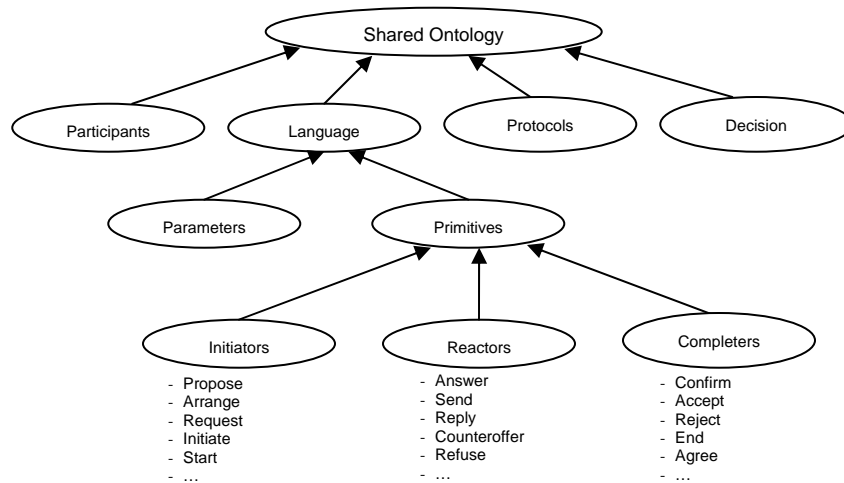 Shared Ontology
Participants
Language
Protocols
Decision
Parameters
Primitives
Initiators
Reactors
Completers
- Propose
- Arrange
- Request
- Initiate
- Start
- ...
- Answer
- Send
- Reply
- Counteroffer
- Refuse
- ...
- Confirm
- Accept
- Reject
- End
- Agree
- ...